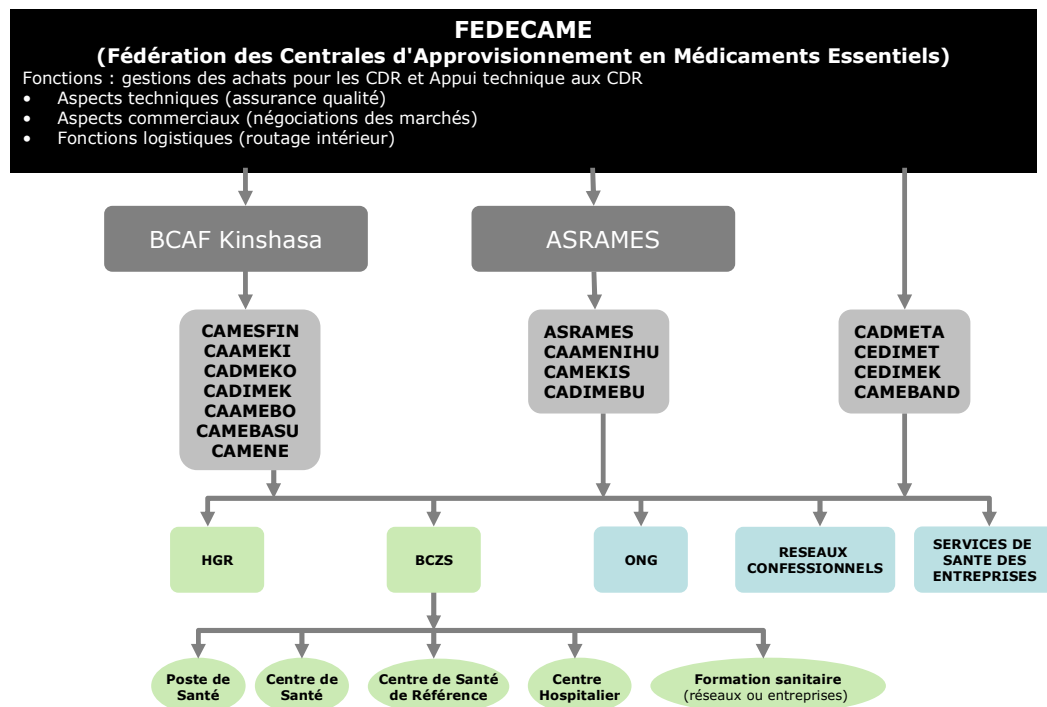 FEDECAME
(Fédération des Centrales d'Approvisionnement en Médicaments Essentiels)
Fonctions : gestions des achats pour les CDR et Appui technique aux CDR
• Aspects techniques (assurance qualité)
• Aspects commerciaux (négociations des marchés)
• Fonctions logistiques (routage intérieur)
BCAF Kinshasa
ASRAMES
CAMESFIN
CAAMEKI
CADMEKO
CADIMEK
CAAMEBO
CAMEBASU
CAMENE
ASRAMES
CAAMENIHU
CAMEKIS
CADIMEBU
CADMETA
CEDIMET
CEDIMEK
CAMEBAND
HGR
BCZS
ONG
RESEAUX
CONFESSIONNELS
SERVICES DE
SANTE DES
ENTREPRISES
Poste de
Santé
Centre de
Santé
Centre de Santé
de Référence
Centre
Hospitalier
Formation sanitaire
(réseaux ou entreprises)